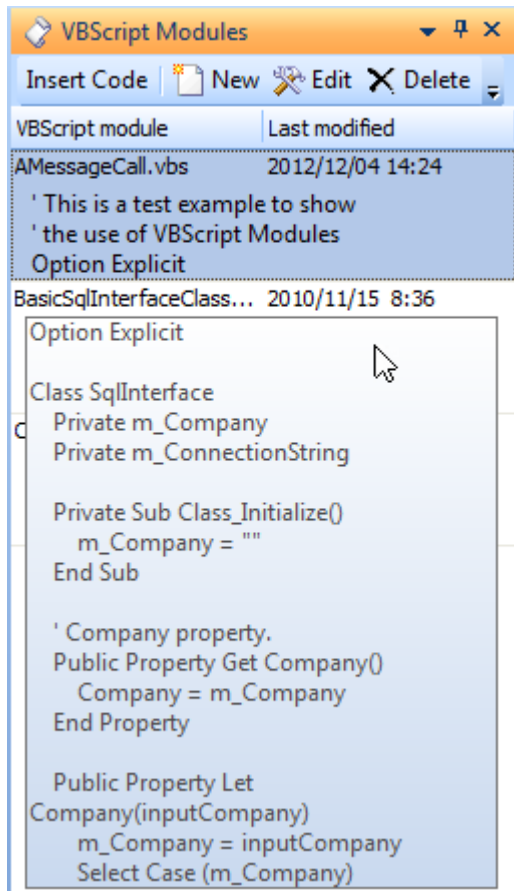 VBScript Modules
Insert Code New Edit Delete
VBScript module Last modified
AMessageCall.vbs 2012/12/04 14:24
' This is a test example to show
' the use of VBScript Modules
Option Explicit
BasicSqlInterfaceClass... 2010/11/15 8:36
Option Explicit
Class SqlInterface
Private m_Company
Private m_ConnectionString
Private Sub Class_Initialize()
m_Company = ""
End Sub
' Company property.
Public Property Get Company()
Company = m_Company
End Property
Public Property Let
Company(inputCompany)
m_Company = inputCompany
Select Case (m_Company)